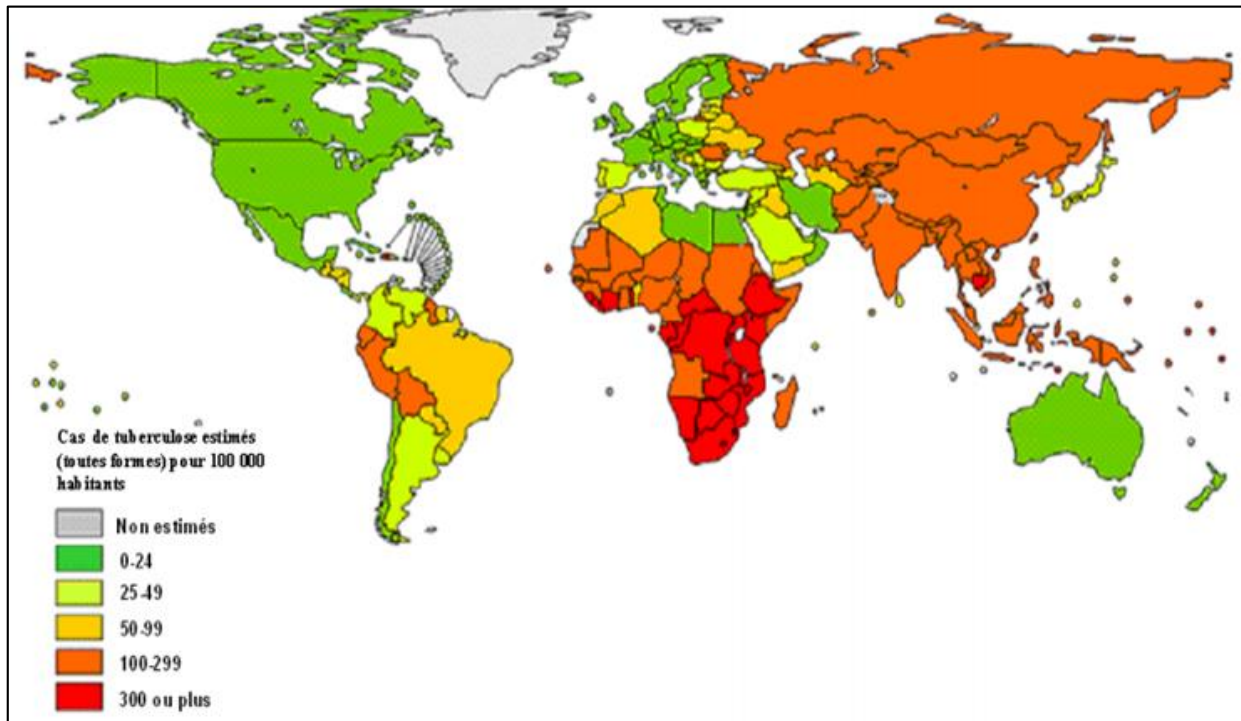 Cas de tuberculose estimés
(toutes formes) pour 100 000
habitants
Non estimés
0-24
25-49
50-99
100-299
300 ou plus